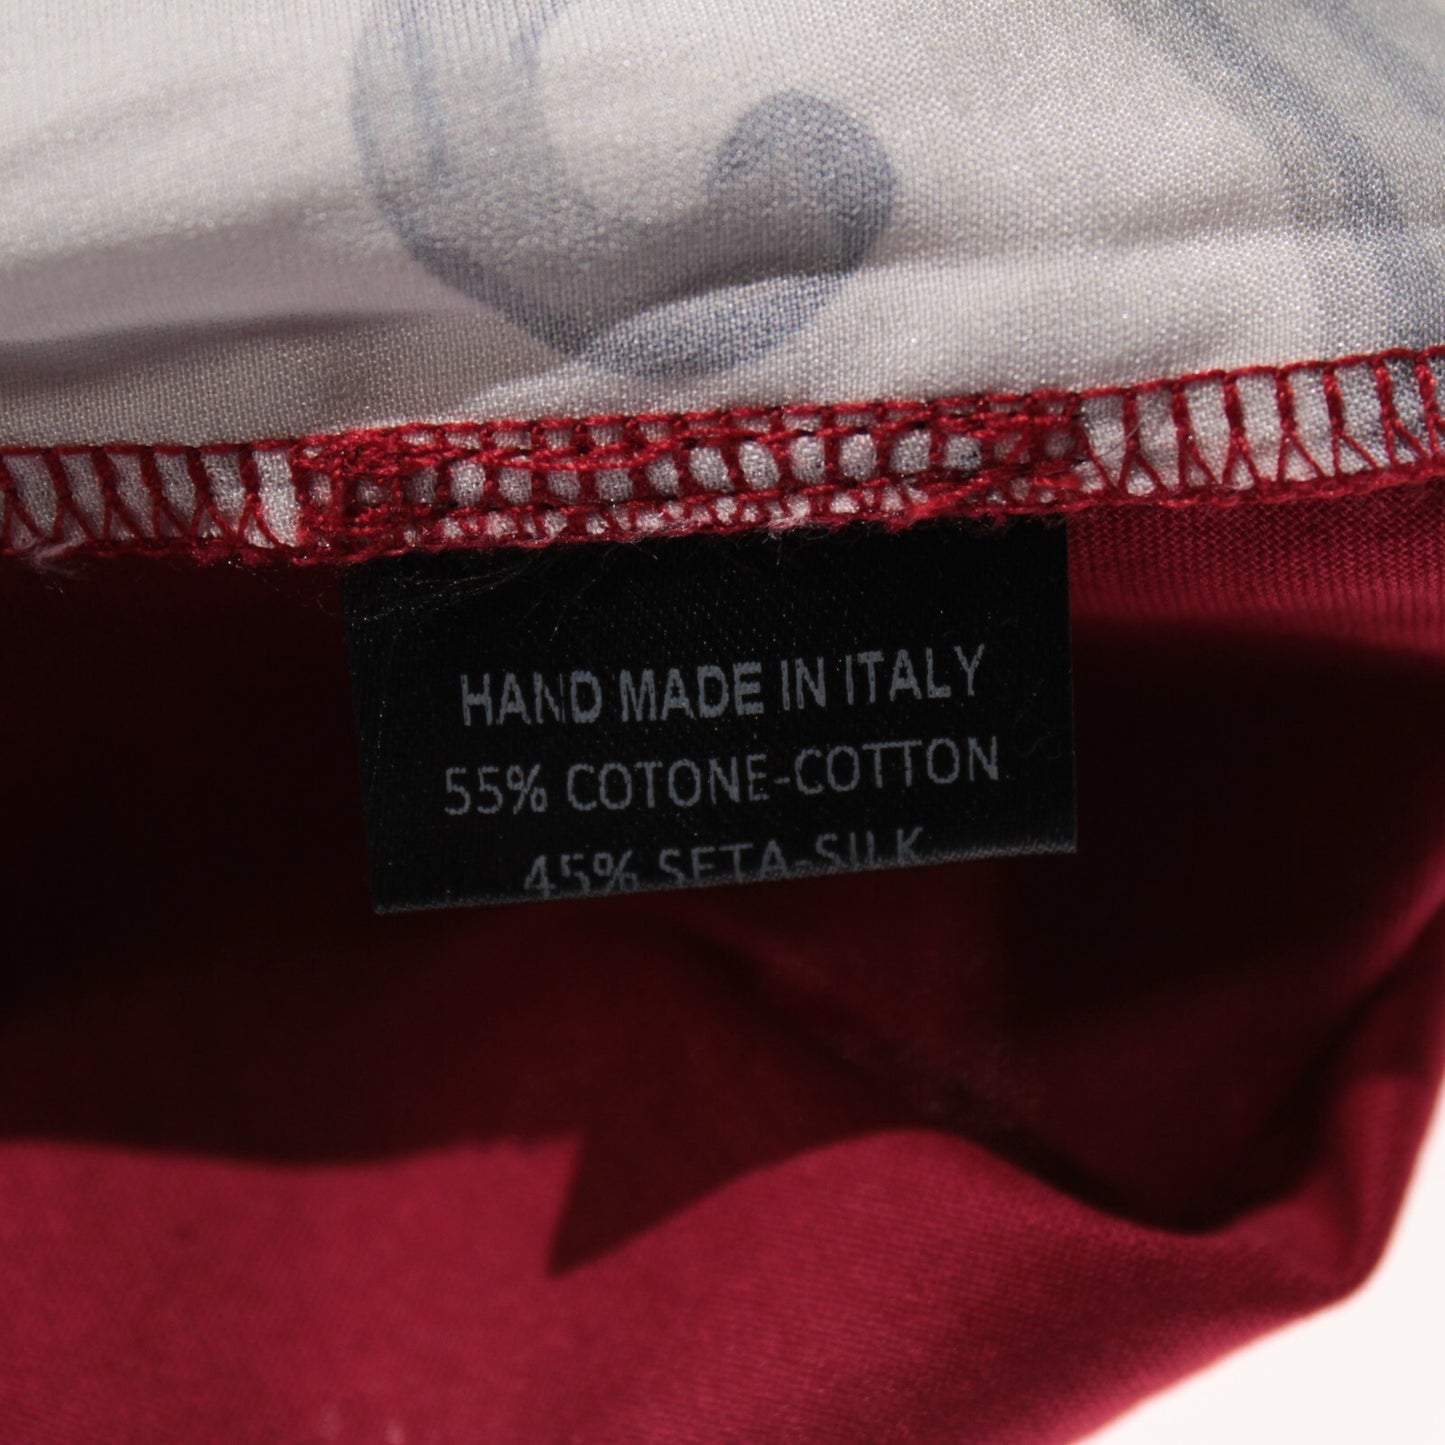 HAND MADE IN ITALY
55% COTONE-COTTON
45% SETA-SILK